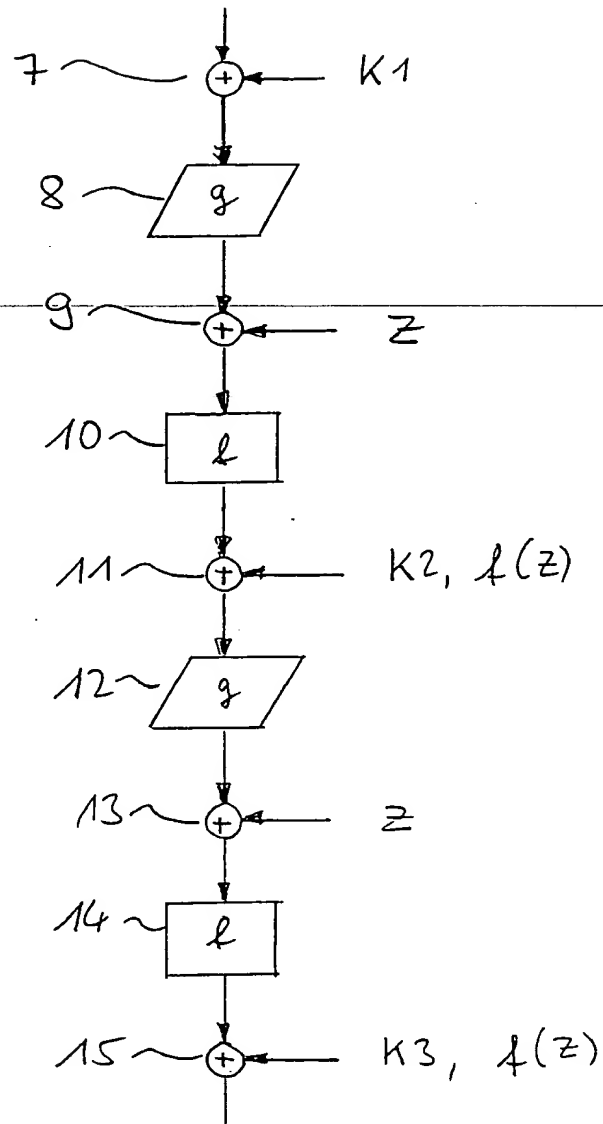 7 + K1
8 g
9 + Z
10 f
11 + K2, f(Z)
12 g
13 + Z
14 f
15 + K3, f(Z)